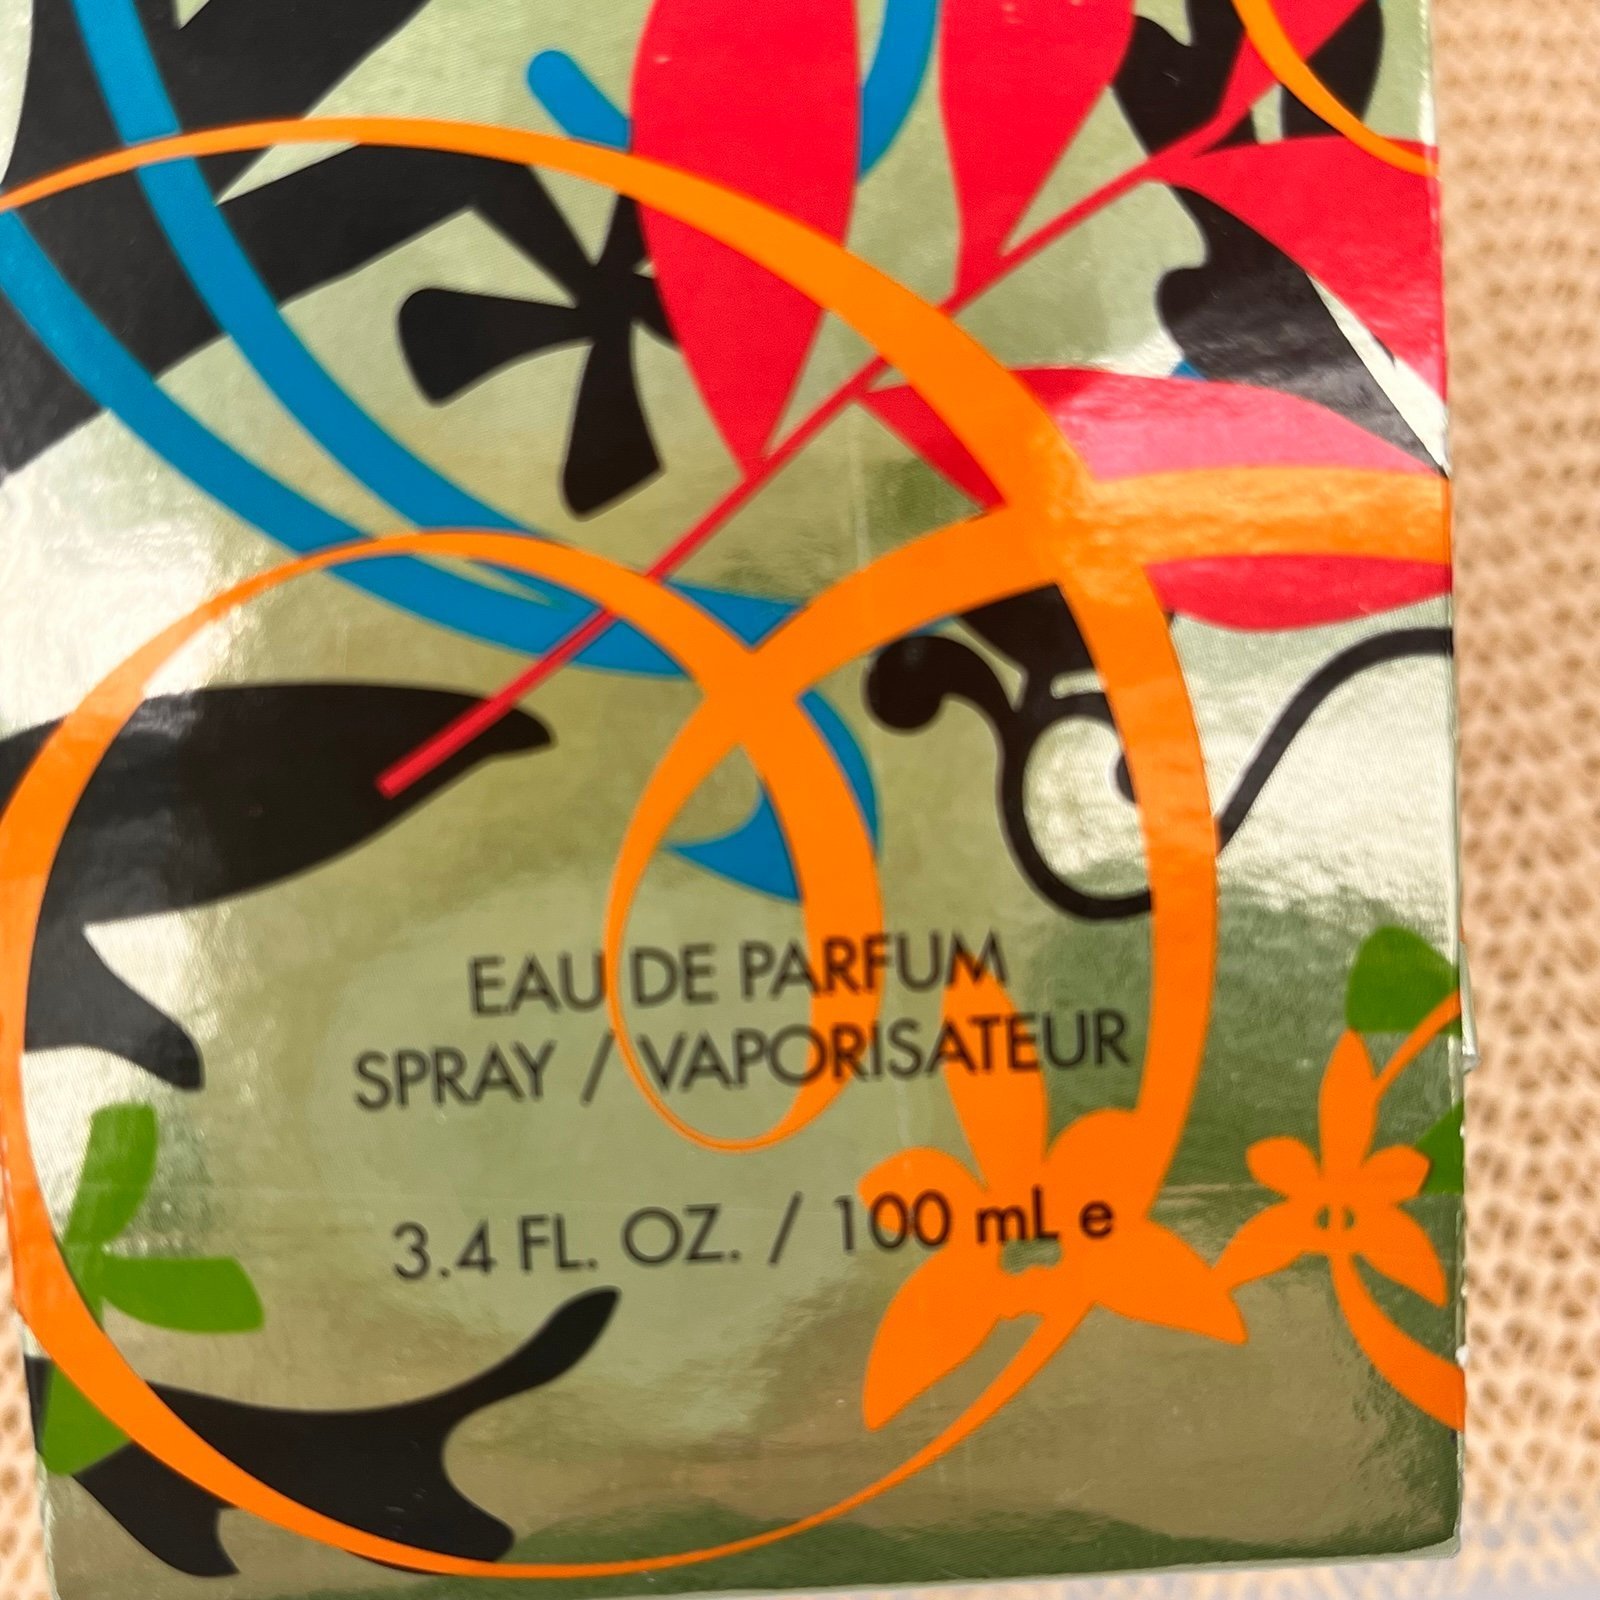 EAU DE PARFUM
SPRAY / VAPORISATEUR
3.4 FL. OZ. / 100 mL e